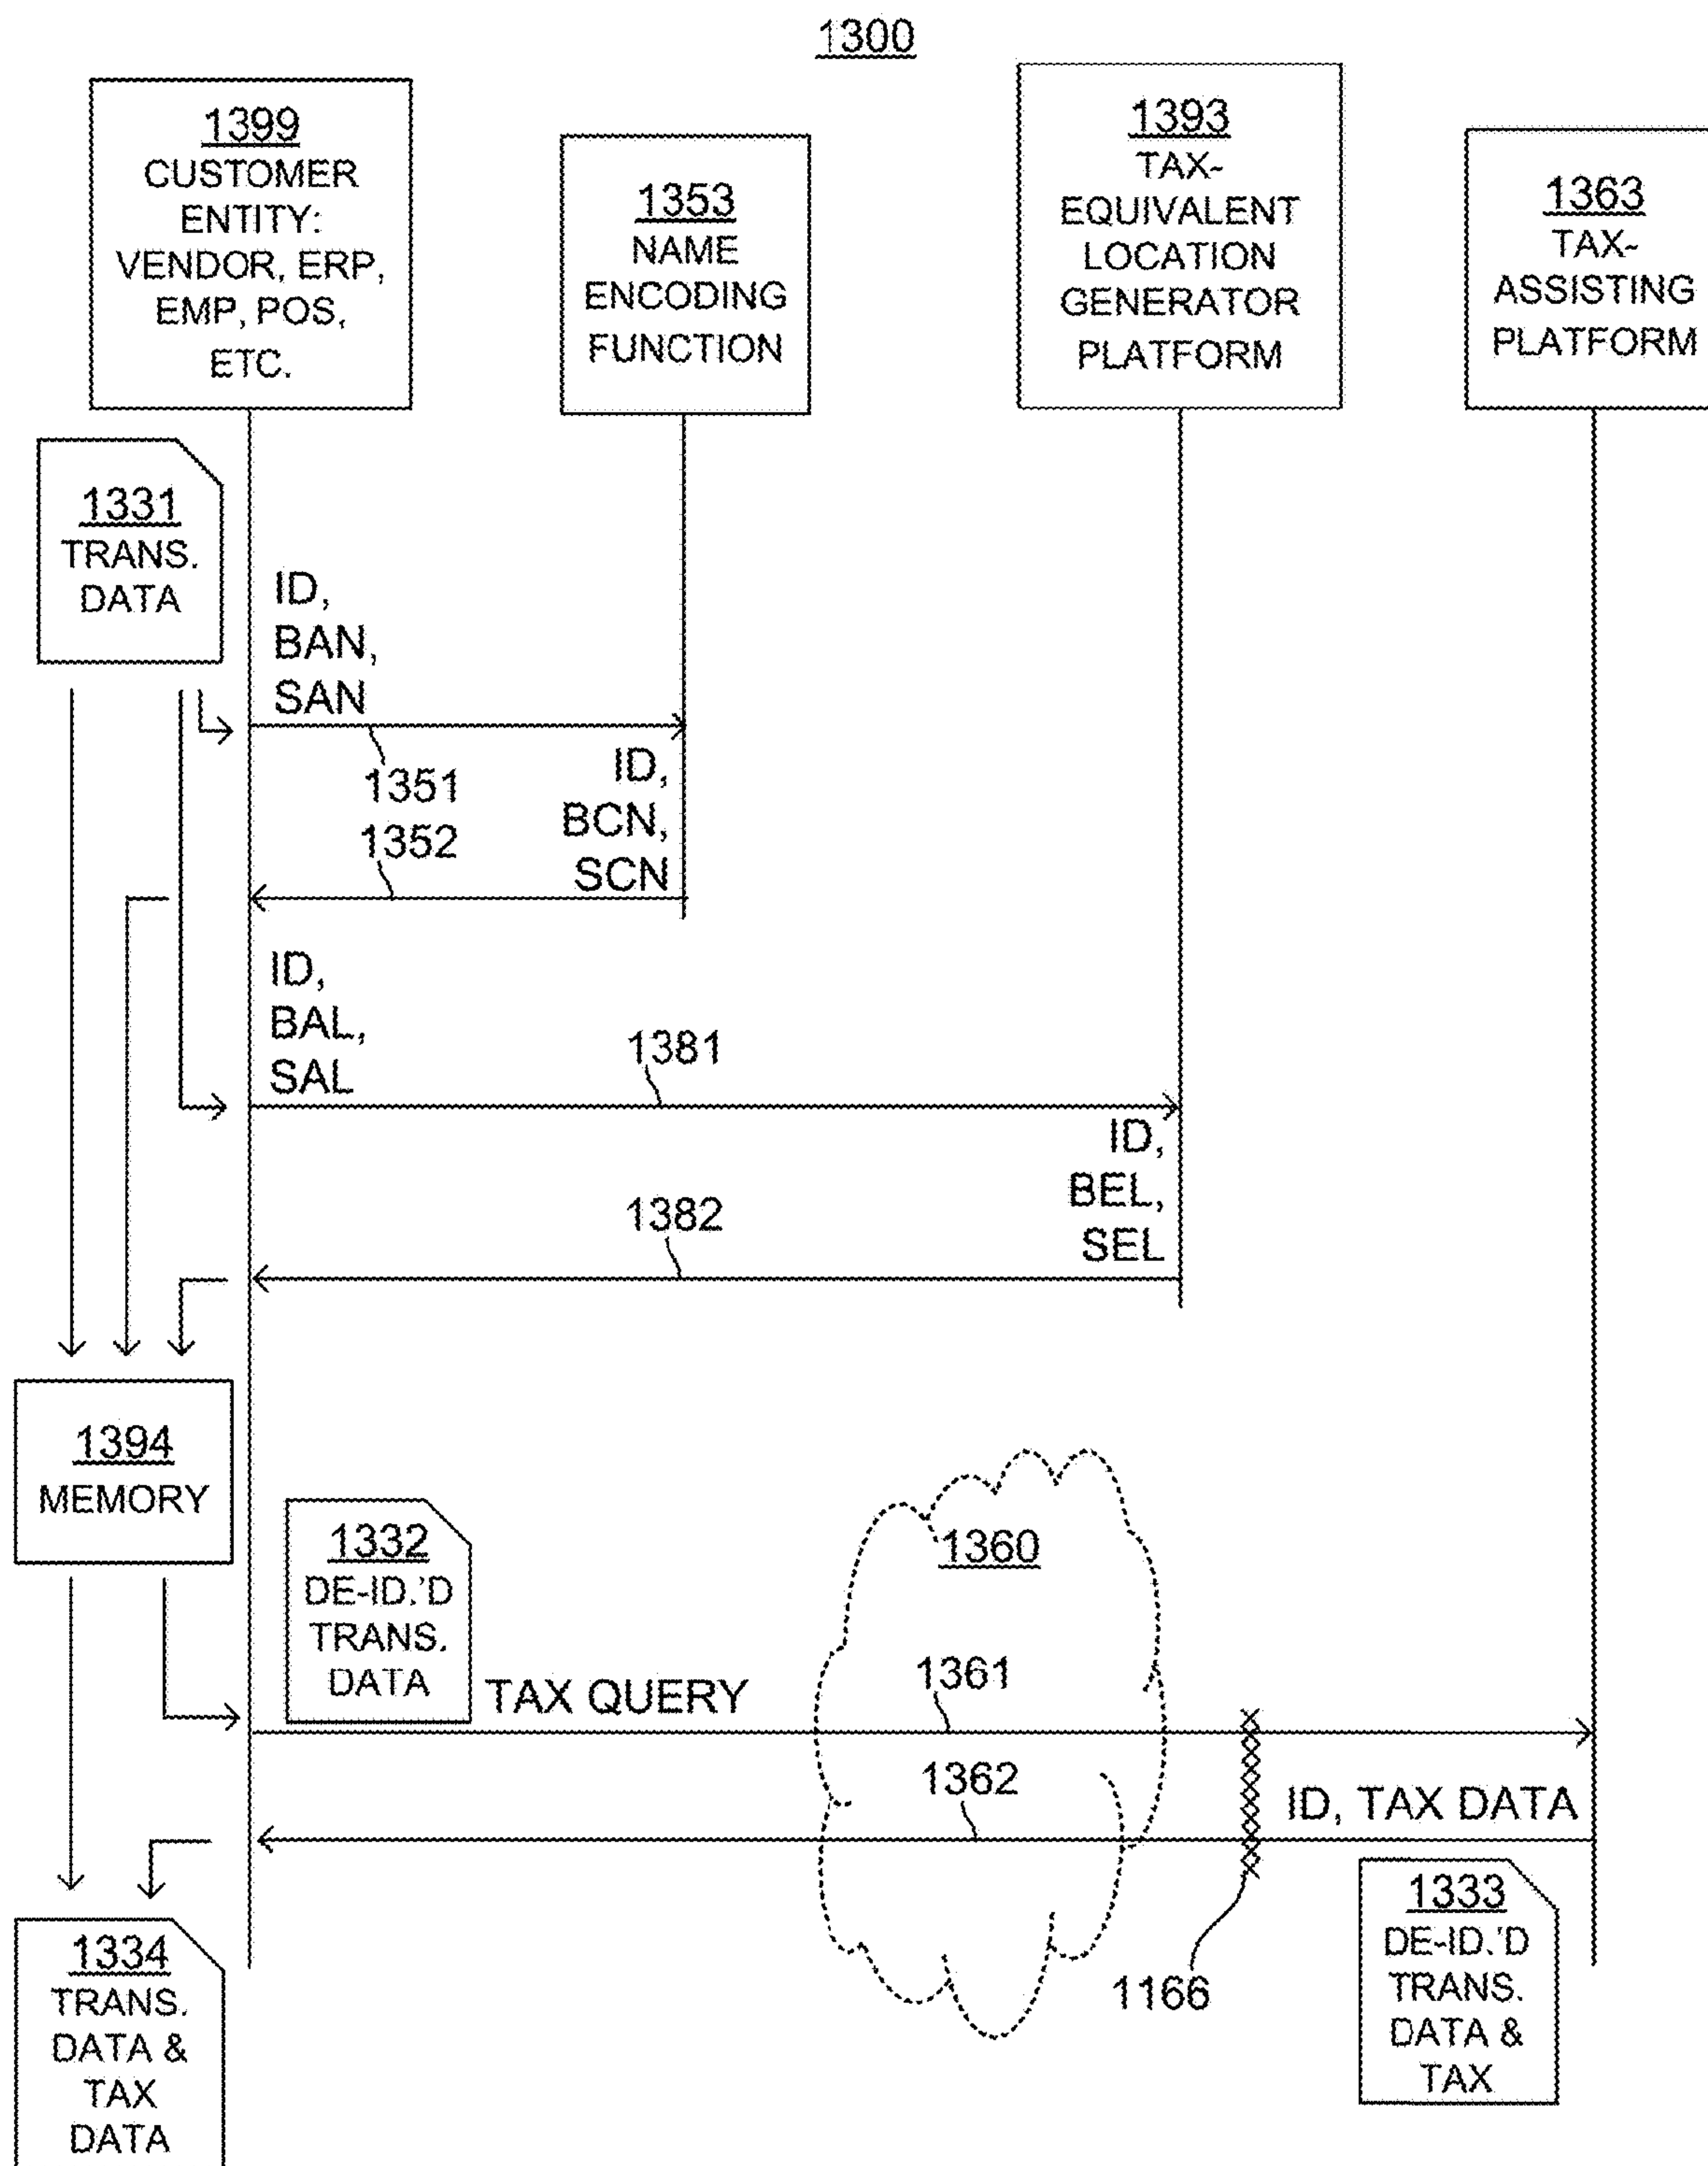 1300
1399
CUSTOMER
ENTITY:
VENDOR, ERP,
EMP, POS,
ETC.
1353
NAME
ENCODING
FUNCTION
1393
TAX-
EQUIVALENT
LOCATION
GENERATOR
PLATFORM
1363
TAX-
ASSISTING
PLATFORM
1331
TRANS.
DATA
ID,
BAN,
SAN
1351
ID,
BCN,
SCN
1352
ID,
BAL,
SAL
1381
ID,
BEL,
SEL
1382
1394
MEMORY
1332
DE-ID.'D
TRANS.
DATA
TAX QUERY
1360
1361
1362
ID, TAX DATA
1166
1333
DE-ID.'D
TRANS.
DATA &
TAX
1334
TRANS.
DATA &
TAX
DATA